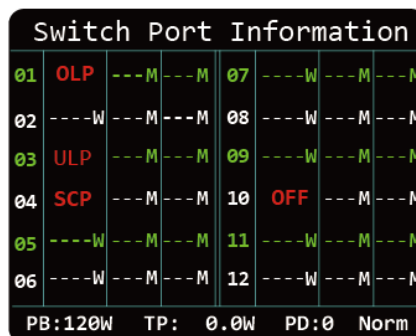 Switch Port Information
01 OLP ---M ---M 07 ----W ---M ---M
02 ----W ---M ---M 08 ----W ---M ---M
03 ULP ---M ---M 09 ----W ---M ---M
04 SCP ---M ---M 10 OFF ---M ---M
05 ----W ---M ---M 11 ----W ---M ---M
06 ----W ---M ---M 12 ----W ---M ---M
PB:120W TP: 0.0W PD:0 Norm